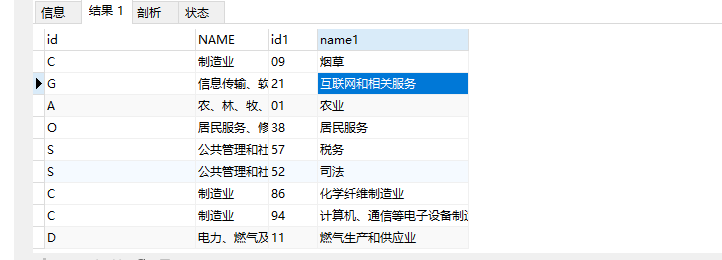 信息 结果 1 剖析 状态
id NAME id1 name1
C 制造业 09 烟草
G 信息传输、软 21 互联网和相关服务
A 农、林、牧、 01 农业
O 居民服务、修 38 居民服务
S 公共管理和社 57 税务
S 公共管理和社 52 司法
C 制造业 86 化学纤维制造业
C 制造业 94 计算机、通信等电子设备制造
D 电力、燃气及 11 燃气生产和供应业